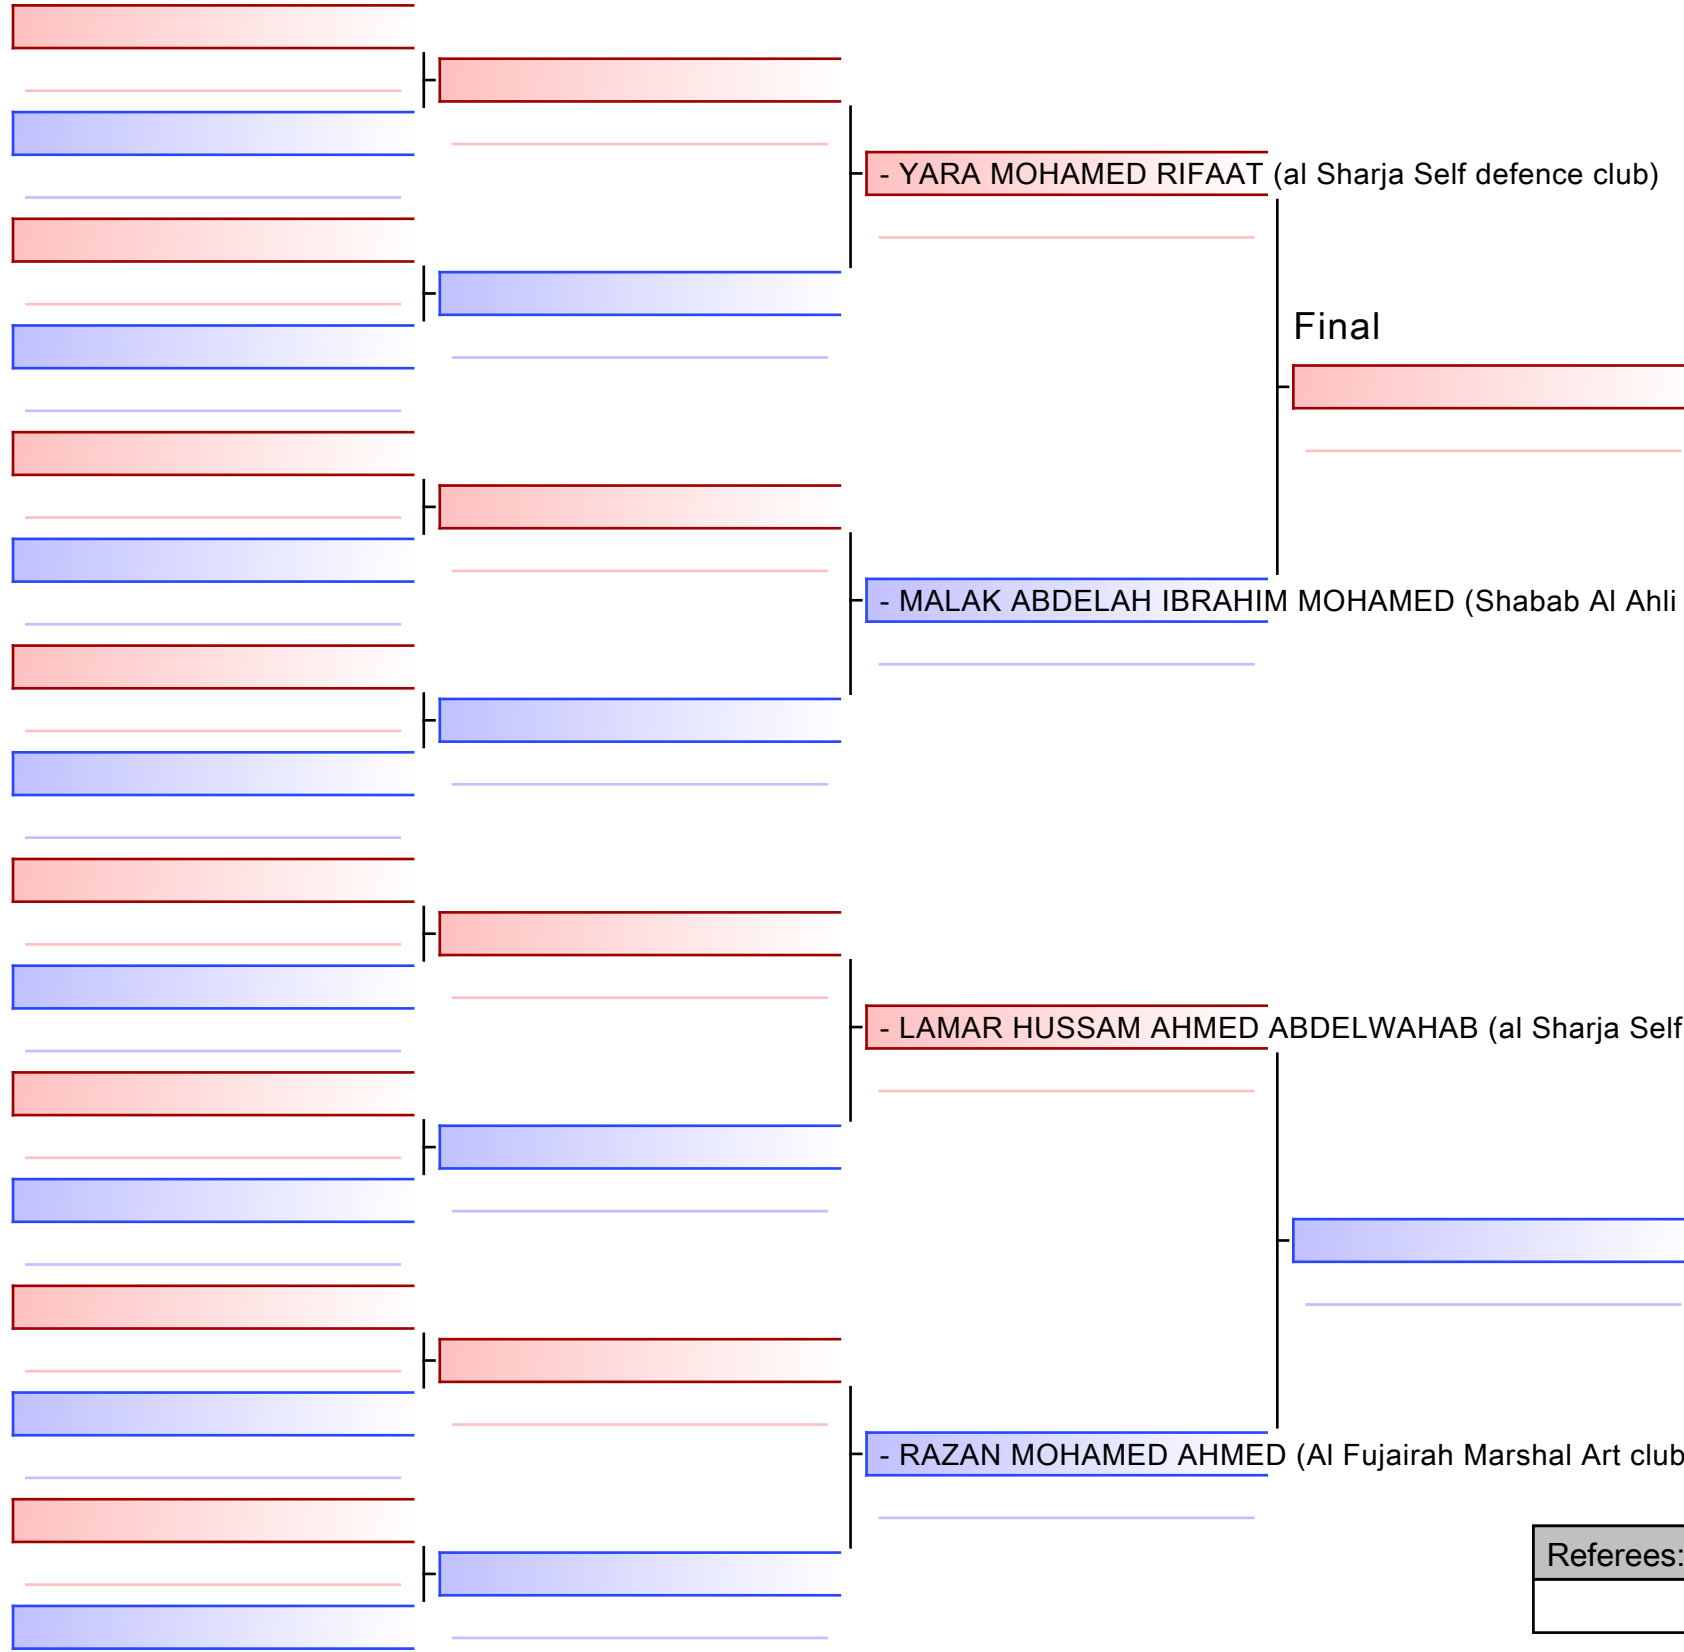 - YARA MOHAMED RIFAAT (al Sharja Self defence club)
Final
- MALAK ABDELAH IBRAHIM MOHAMED (Shabab Al Ahli
- LAMAR HUSSAM AHMED ABDELWAHAB (al Sharja Self
- RAZAN MOHAMED AHMED (Al Fujairah Marshal Art club
Referees: